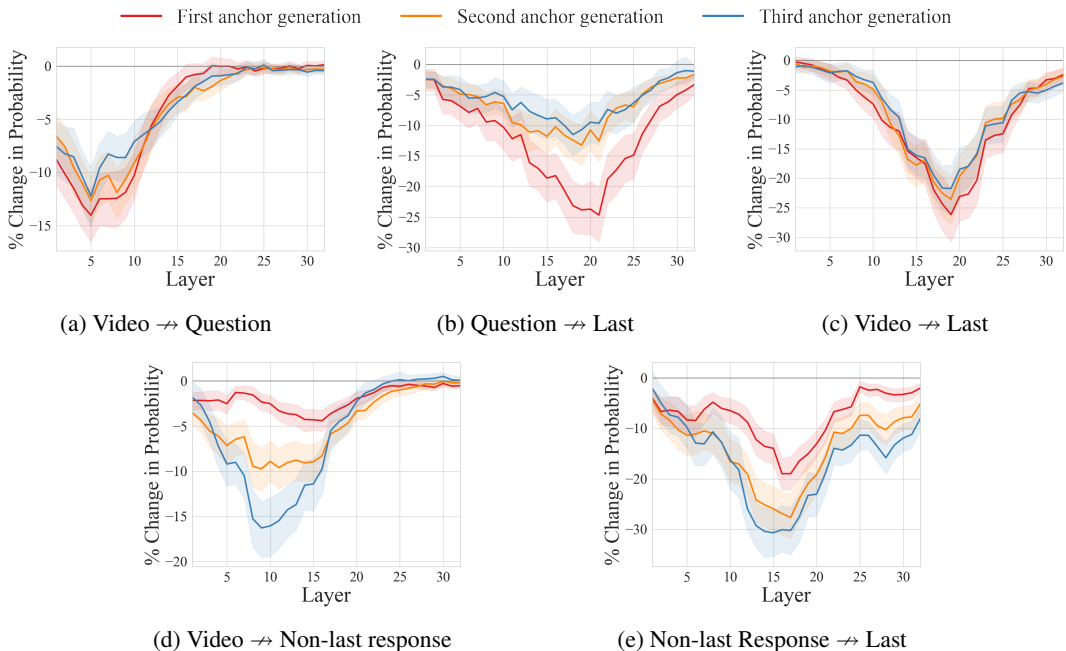 First anchor generation Second anchor generation Third anchor generation
% Change in Probability
0
−5
−10
−15
5 10 15 20 25 30
Layer
(a) Video ↛ Question
% Change in Probability
0
−5
−10
−15
−20
−25
−30
5 10 15 20 25 30
Layer
(b) Question ↛ Last
% Change in Probability
0
−5
−10
−15
−20
−25
−30
5 10 15 20 25 30
Layer
(c) Video ↛ Last
% Change in Probability
0
−5
−10
−15
−20
5 10 15 20 25 30
Layer
(d) Video ↛ Non-last response
% Change in Probability
0
−10
−20
−30
5 10 15 20 25 30
Layer
(e) Non-last Response ↛ Last